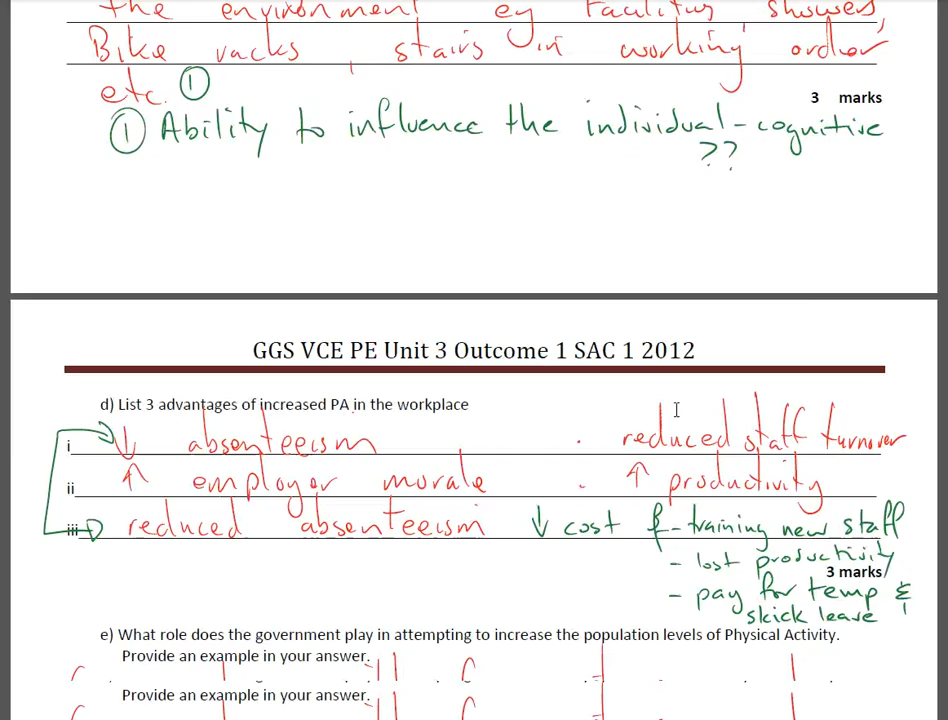 the environment eg facilities showers,
Bike racks, stairs in working order
etc. ①
3 marks
① Ability to influence the individual - cognitive
??
GGS VCE PE Unit 3 Outcome 1 SAC 1 2012
d) List 3 advantages of increased PA in the workplace
i ↓ absenteeism . reduced staff turnover
ii ↑ employer morale . ↑ productivity
iii reduced absenteeism ↓ cost f - training new staff
- lost productivity
3 marks
- pay for temp &
skick leave
e) What role does the government play in attempting to increase the population levels of Physical Activity.
Provide an example in your answer.
Provide an example in your answer.